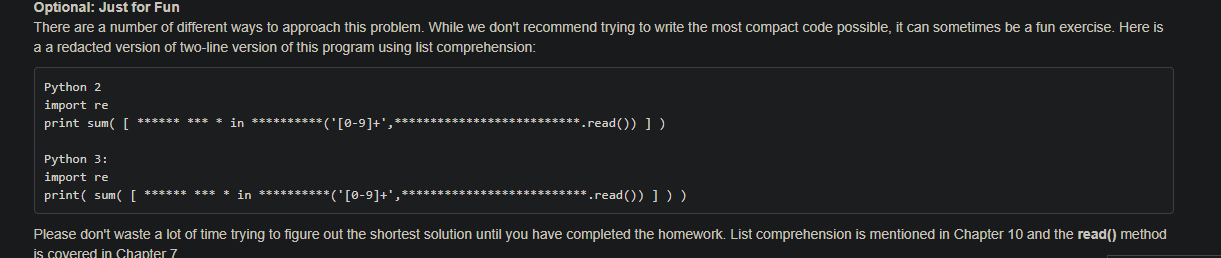 Optional: Just for Fun
There are a number of different ways to approach this problem. While we don't recommend trying to write the most compact code possible, it can sometimes be a fun exercise. Here is
a a redacted version of two-line version of this program using list comprehension:
Python 2
import re
print sum( [ ****** *** * in **********('[0-9]+',**************************.read()) ] )
Python 3:
import re
print( sum( [ ****** *** * in **********('[0-9]+',**************************.read()) ] ) )
Please don't waste a lot of time trying to figure out the shortest solution until you have completed the homework. List comprehension is mentioned in Chapter 10 and the read() method
is covered in Chapter 7